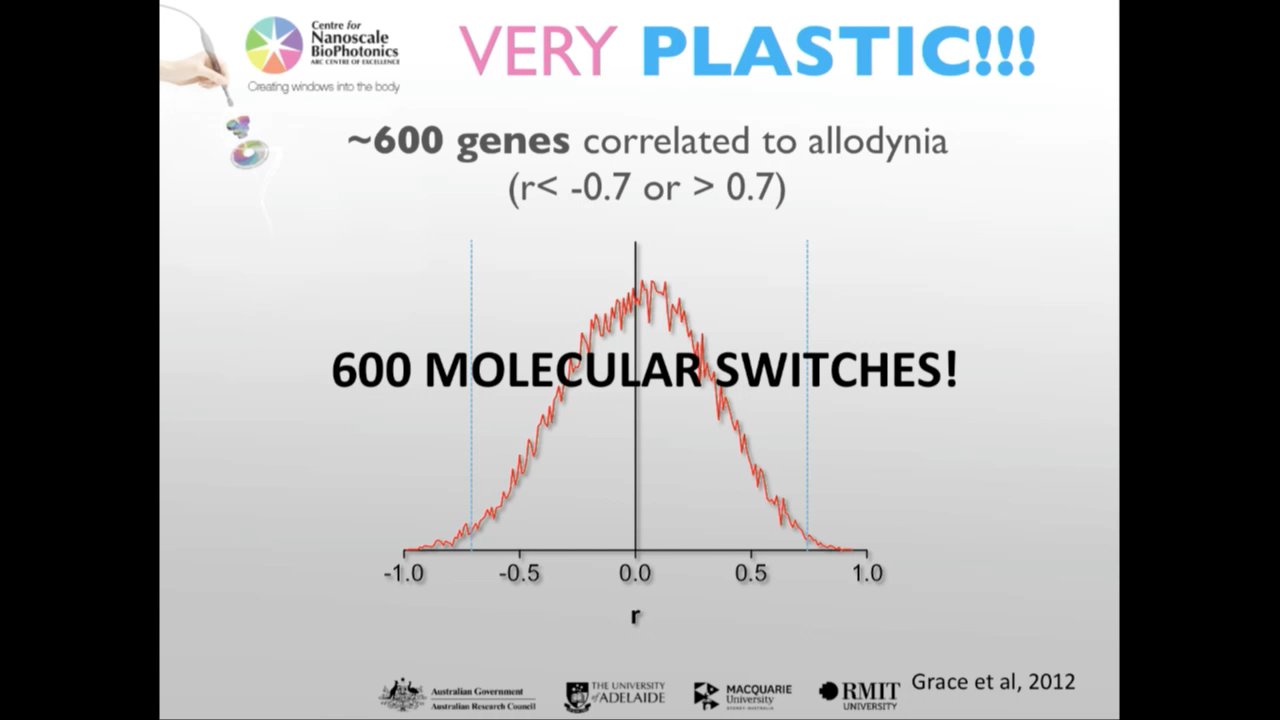 Centre for
Nanoscale
BioPhotonics
ARC CENTRE OF EXCELLENCE
Creating windows into the body
VERY PLASTIC!!!
~600 genes correlated to allodynia
(r< -0.7 or > 0.7)
600 MOLECULAR SWITCHES!
-1.0 -0.5 0.0 0.5 1.0
r
Australian Government
Australian Research Council
THE UNIVERSITY
of ADELAIDE
MACQUARIE
University
SYDNEY·AUSTRALIA
RMIT
UNIVERSITY
Grace et al, 2012